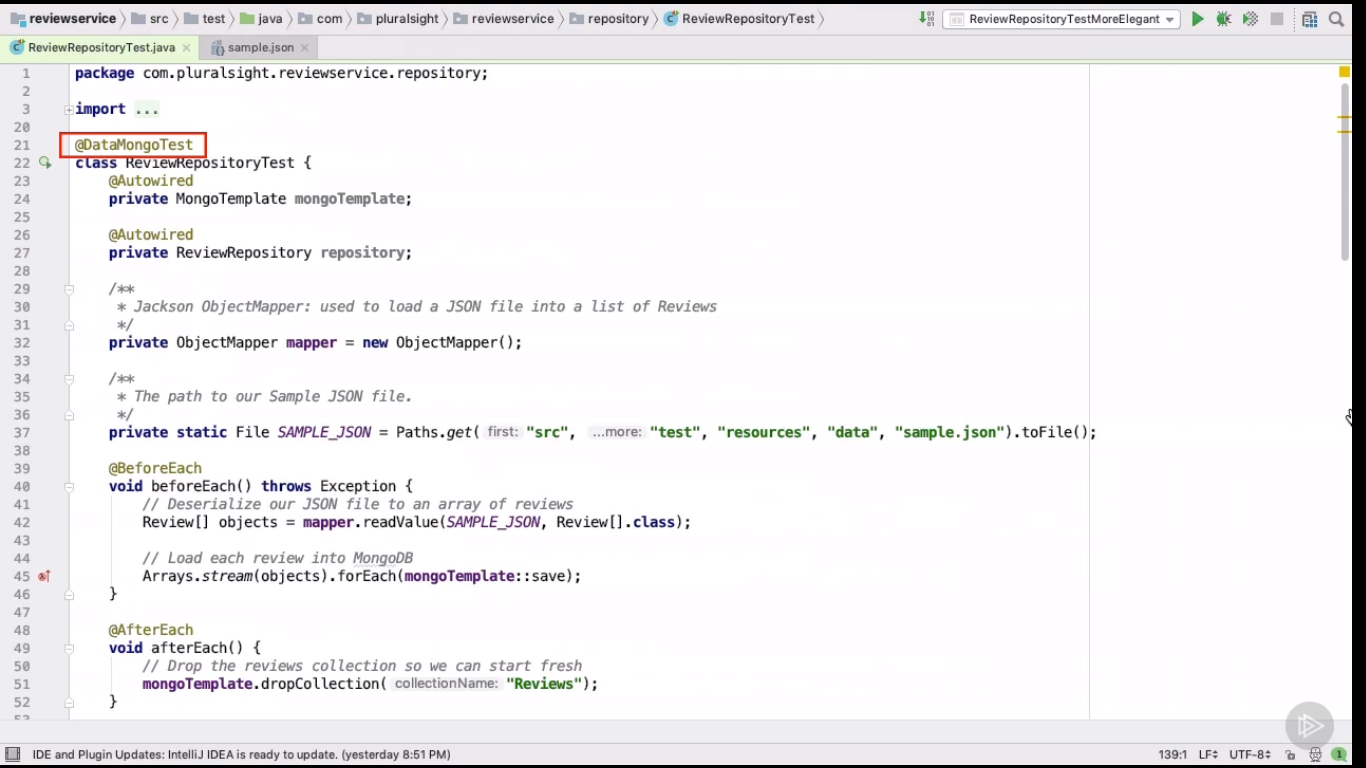 reviewservice src test java com pluralsight reviewservice repository ReviewRepositoryTest ReviewRepositoryTestMoreElegant
ReviewRepositoryTest.java sample.json
1 package com.pluralsight.reviewservice.repository;
2
3 import ...
20
21 @DataMongoTest
22 class ReviewRepositoryTest {
23 @Autowired
24 private MongoTemplate mongoTemplate;
25
26 @Autowired
27 private ReviewRepository repository;
28
29 /**
30 * Jackson ObjectMapper: used to load a JSON file into a list of Reviews
31 */
32 private ObjectMapper mapper = new ObjectMapper();
33
34 /**
35 * The path to our Sample JSON file.
36 */
37 private static File SAMPLE_JSON = Paths.get( first: "src", ...more: "test", "resources", "data", "sample.json").toFile();
38
39 @BeforeEach
40 void beforeEach() throws Exception {
41 // Deserialize our JSON file to an array of reviews
42 Review[] objects = mapper.readValue(SAMPLE_JSON, Review[].class);
43
44 // Load each review into MongoDB
45 Arrays.stream(objects).forEach(mongoTemplate::save);
46 }
47
48 @AfterEach
49 void afterEach() {
50 // Drop the reviews collection so we can start fresh
51 mongoTemplate.dropCollection( collectionName: "Reviews");
52 }
53
IDE and Plugin Updates: IntelliJ IDEA is ready to update. (yesterday 8:51 PM) 139:1 LF UTF-8 1